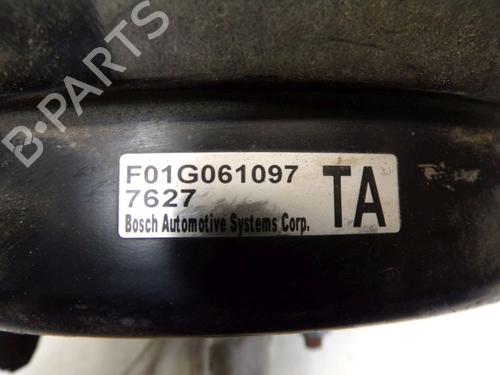 B-PARTS
F01G061097
7627
TA
Bosch Automotive Systems Corp.